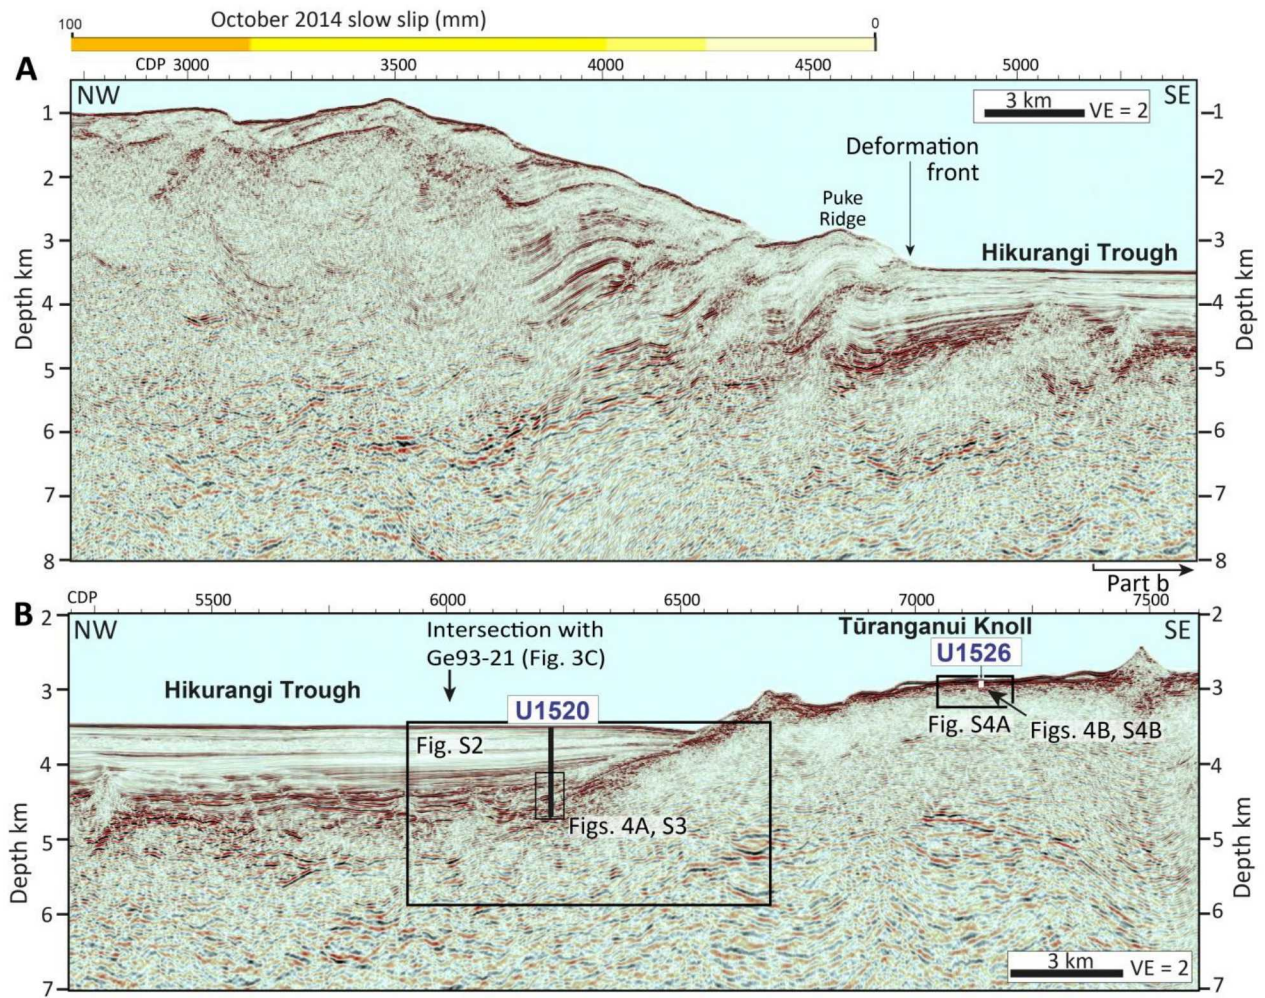 October 2014 slow slip (mm)
100
0
A
CDP 3000 3500 4000 4500 5000
NW
SE
3 km
VE = 2
Deformation
front
Puke
Ridge
Hikurangi Trough
1
2
3
4
5
6
7
8
Depth km
1
2
3
4
5
6
7
8
Depth km
Part b
B
CDP 5500 6000 6500 7000 7500
NW
SE
Intersection with
Ge93-21 (Fig. 3C)
Tūranganui Knoll
U1526
Hikurangi Trough
U1520
Fig. S2
Fig. S4A
Figs. 4B, S4B
Figs. 4A, S3
2
3
4
5
6
7
Depth km
2
3
4
5
6
7
Depth km
3 km
VE = 2